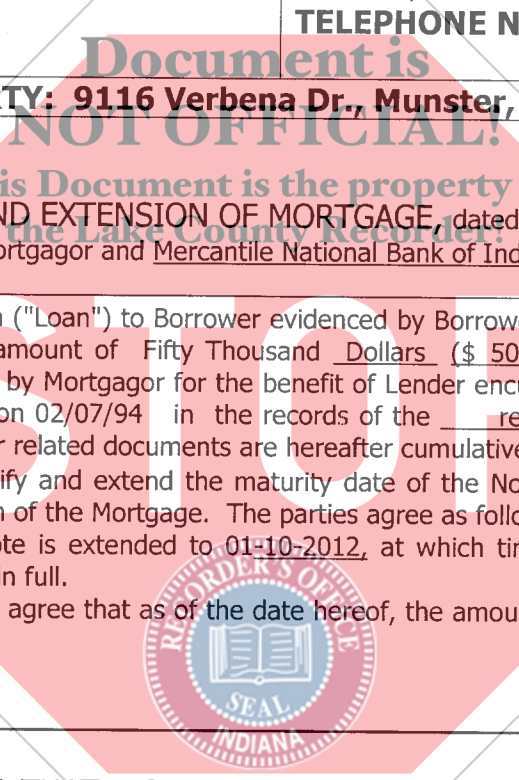 TELEPHONE N
Document is
TY: 9116 Verbena Dr., Munster,
NOT OFFICIAL!
is Document is the property
ND EXTENSION OF MORTGAGE, dated
the Lake County Recorder!
ortgagor and Mercantile National Bank of Ind
STOP
n ("Loan") to Borrower evidenced by Borrow
amount of Fifty Thousand Dollars ($ 50
by Mortgagor for the benefit of Lender encu
on 02/07/94 in the records of the re
r related documents are hereafter cumulative
ify and extend the maturity date of the No
n of the Mortgage. The parties agree as follo
ote is extended to 01-10-2012, at which tim
in full.
agree that as of the date hereof, the amou
RECORDER'S OFFICE
SEAL
INDIANA